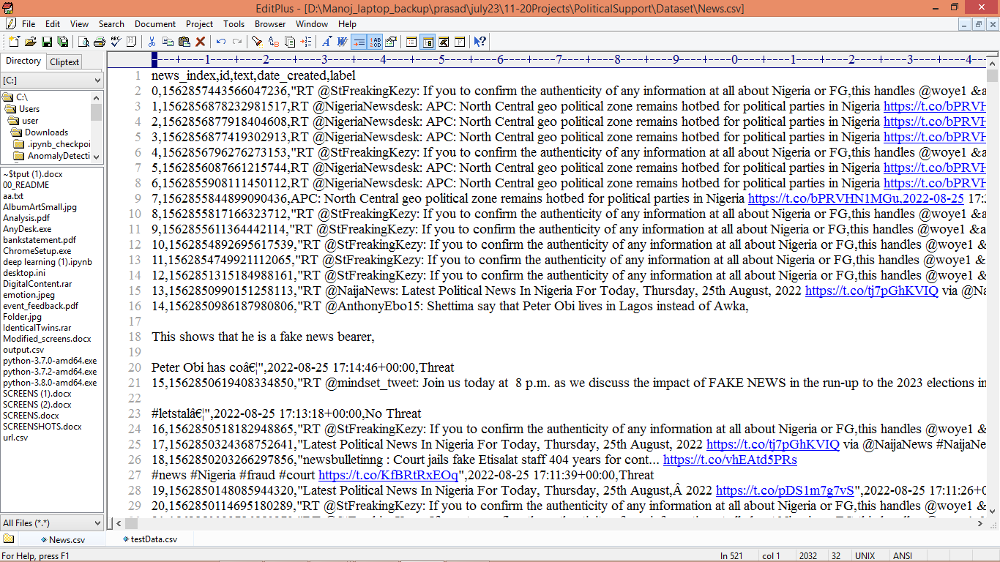 EditPlus - [D:\Manoj_laptop_backup\prasad\july23\11-20Projects\PoliticalSupport\Dataset\News.csv]
File Edit View Search Document Project Tools Browser Window Help
Directory Cliptext
[C:]
C:\
Users
user
Downloads
.ipynb_checkpoi
AnomalyDetecti
~$tput (1).docx
00_README
aa.txt
AlbumArtSmall.jpg
Analysis.pdf
AnyDesk.exe
bankstatement.pdf
ChromeSetup.exe
deep learning (1).ipynb
desktop.ini
DigitalContent.rar
emotion.jpeg
event_feedback.pdf
Folder.jpg
IdenticalTwins.rar
Modified_screens.docx
output.csv
python-3.7.0-amd64.exe
python-3.7.2-amd64.exe
python-3.8.0-amd64.exe
SCREENS (1).docx
SCREENS (2).docx
SCREENS.docx
SCREENSHOTS.docx
url.csv
All Files (*.*)
----+----1----+----2----+----3----+----4----+----5----+----6----+----7----+----8----+----9----+----0----+----1----+----2----+----3----+----4--
1 news_index,id,text,date_created,label
2 0,1562857443566047236,"RT @StFreakingKezy: If you to confirm the authenticity of any information at all about Nigeria or FG,this handles @woye1 &a
3 1,1562856878232981517,RT @NigeriaNewsdesk: APC: North Central geo political zone remains hotbed for political parties in Nigeria https://t.co/bPRVH
4 2,1562856877918404608,RT @NigeriaNewsdesk: APC: North Central geo political zone remains hotbed for political parties in Nigeria https://t.co/bPRVH
5 3,1562856877419302913,RT @NigeriaNewsdesk: APC: North Central geo political zone remains hotbed for political parties in Nigeria https://t.co/bPRVH
6 4,1562856796276273153,"RT @StFreakingKezy: If you to confirm the authenticity of any information at all about Nigeria or FG,this handles @woye1 &a
7 5,1562856087661215744,RT @NigeriaNewsdesk: APC: North Central geo political zone remains hotbed for political parties in Nigeria https://t.co/bPRVH
8 6,1562855908111450112,RT @NigeriaNewsdesk: APC: North Central geo political zone remains hotbed for political parties in Nigeria https://t.co/bPRVH
9 7,1562855844899090436,APC: North Central geo political zone remains hotbed for political parties in Nigeria https://t.co/bPRVHN1MGu,2022-08-25 17:3
10 8,1562855817166323712,"RT @StFreakingKezy: If you to confirm the authenticity of any information at all about Nigeria or FG,this handles @woye1 &a
11 9,1562855611364442114,"RT @StFreakingKezy: If you to confirm the authenticity of any information at all about Nigeria or FG,this handles @woye1 &a
12 10,1562854892695617539,"RT @StFreakingKezy: If you to confirm the authenticity of any information at all about Nigeria or FG,this handles @woye1 &
13 11,1562854749921112065,"RT @StFreakingKezy: If you to confirm the authenticity of any information at all about Nigeria or FG,this handles @woye1 &
14 12,1562851315184988161,"RT @StFreakingKezy: If you to confirm the authenticity of any information at all about Nigeria or FG,this handles @woye1 &
15 13,1562850990151258113,"RT @NaijaNews: Latest Political News In Nigeria For Today, Thursday, 25th August, 2022 https://t.co/tj7pGhKVIQ via @Na
16 14,1562850986187980806,"RT @AnthonyEbo15: Shettima say that Peter Obi lives in Lagos instead of Awka,
17
18 This shows that he is a fake news bearer,
19
20 Peter Obi has coâ€¦",2022-08-25 17:14:46+00:00,Threat
21 15,1562850619408334850,"RT @mindset_tweet: Join us today at  8 p.m. as we discuss the impact of FAKE NEWS in the run-up to the 2023 elections in
22
23 #letstalâ€¦",2022-08-25 17:13:18+00:00,No Threat
24 16,1562850518182948865,"RT @StFreakingKezy: If you to confirm the authenticity of any information at all about Nigeria or FG,this handles @woye1 &
25 17,1562850324368752641,"Latest Political News In Nigeria For Today, Thursday, 25th August, 2022 https://t.co/tj7pGhKVIQ via @NaijaNews #NaijaNe
26 18,1562850203266297856,"newsbulletinng : Court jails fake Etisalat staff 404 years for cont... https://t.co/vhEAtd5PRs
27 #news #Nigeria #fraud #court https://t.co/KfBRtRxEOq",2022-08-25 17:11:39+00:00,Threat
28 19,1562850148085944320,"Latest Political News In Nigeria For Today, Thursday, 25th August,Â 2022 https://t.co/pDS1m7g7vS",2022-08-25 17:11:26+0
29 20,1562850114695180289,"RT @StFreakingKezy: If you to confirm the authenticity of any information at all about Nigeria or FG,this handles @woye1 &
News.csv testData.csv
For Help, press F1 ln 521 col 1 2032 32 UNIX ANSI